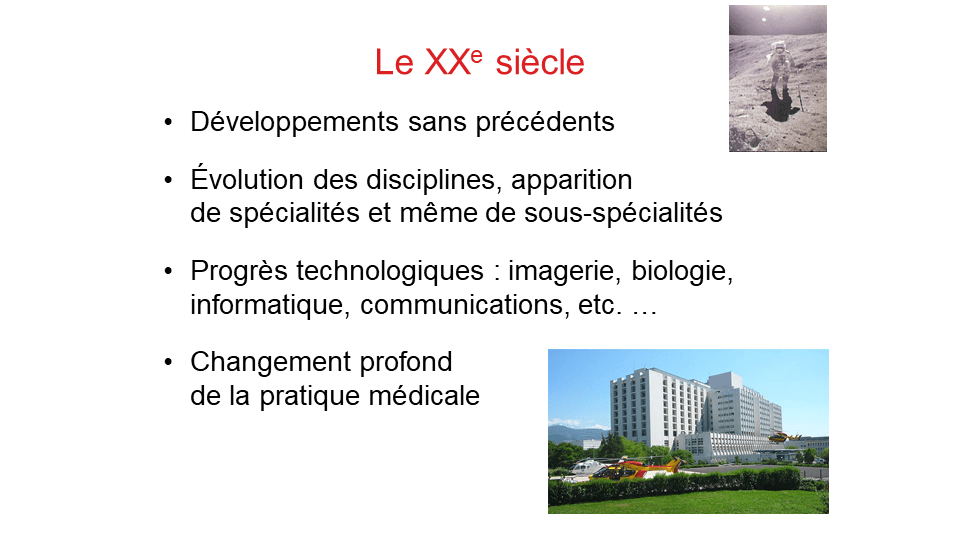 Le XXe siècle
• Développements sans précédents
• Évolution des disciplines, apparition
de spécialités et même de sous-spécialités
• Progrès technologiques : imagerie, biologie,
informatique, communications, etc. …
• Changement profond
de la pratique médicale